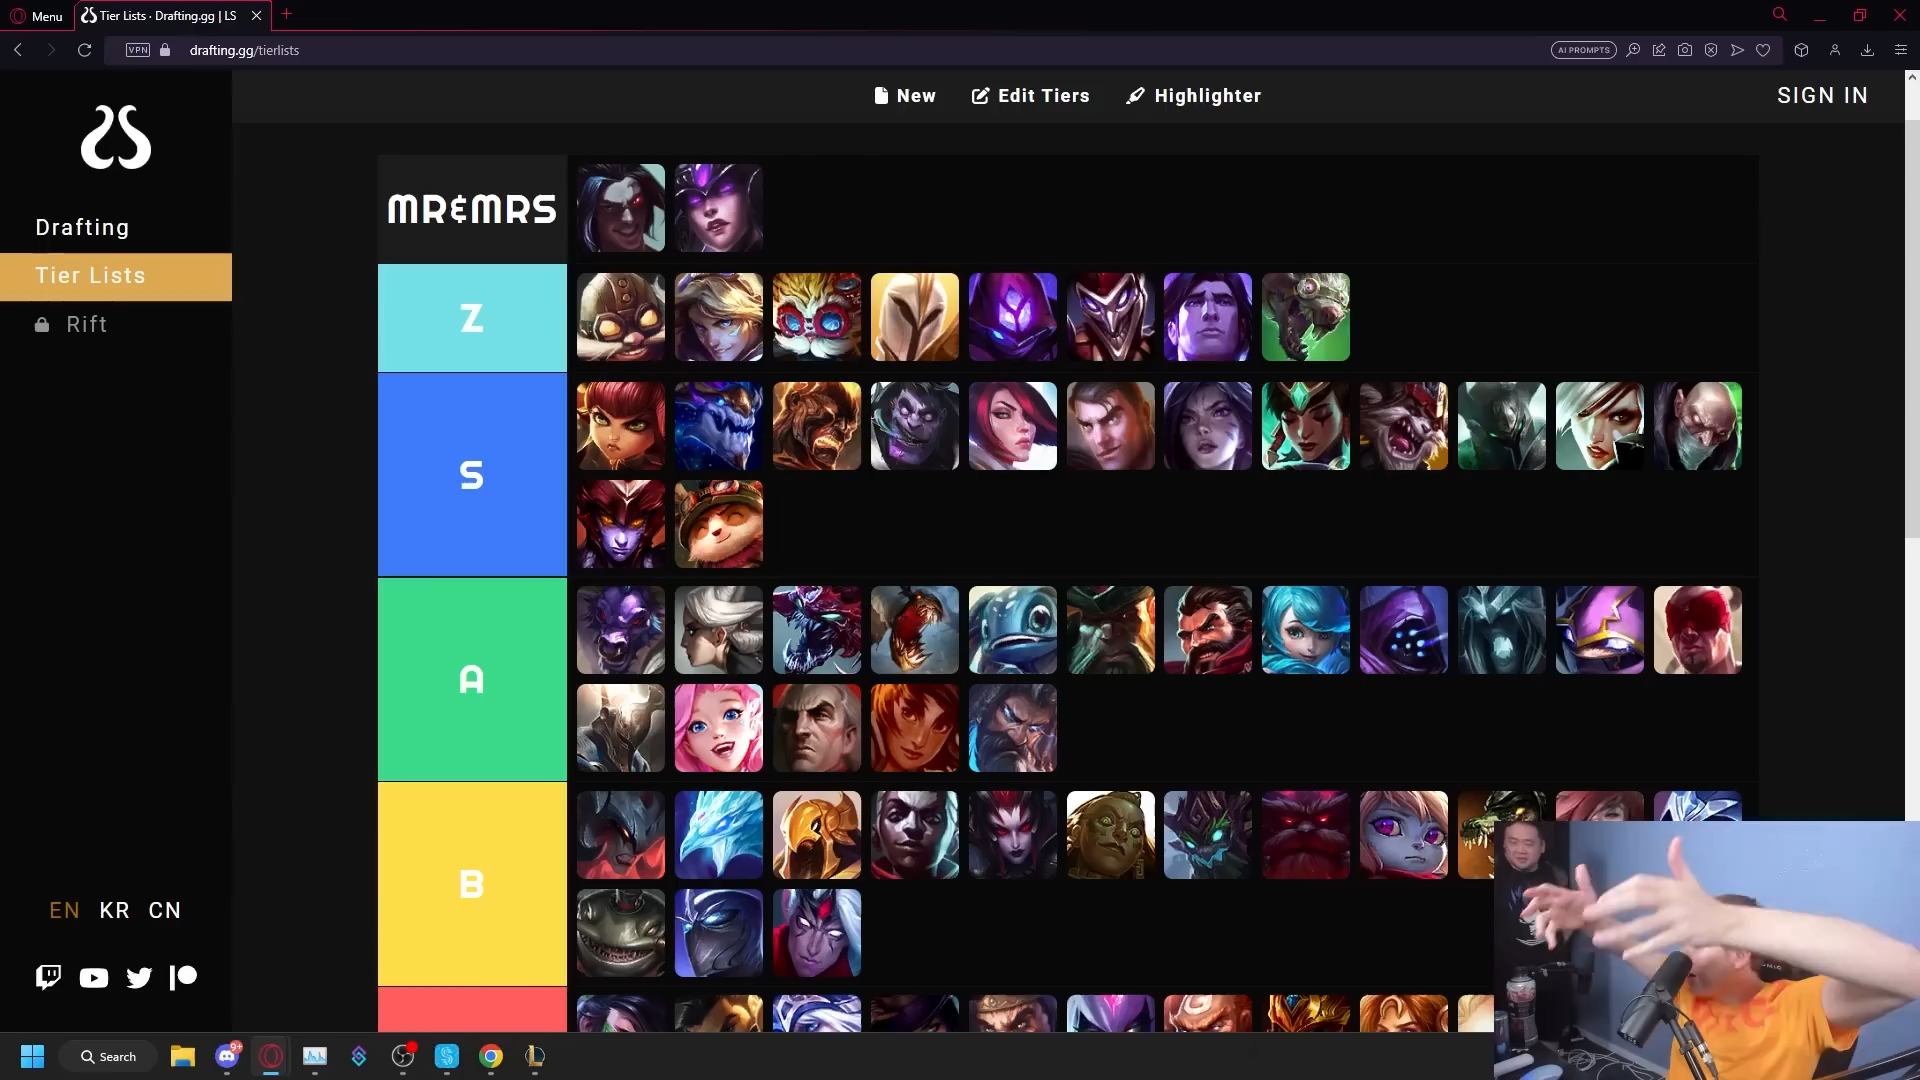 Menu
Tier Lists · Drafting.gg | LS
VPN
drafting.gg/tierlists
AI PROMPTS
New
Edit Tiers
Highlighter
SIGN IN
Drafting
Tier Lists
Rift
MR&MRS
Z
S
A
B
EN KR CN
Search
9+